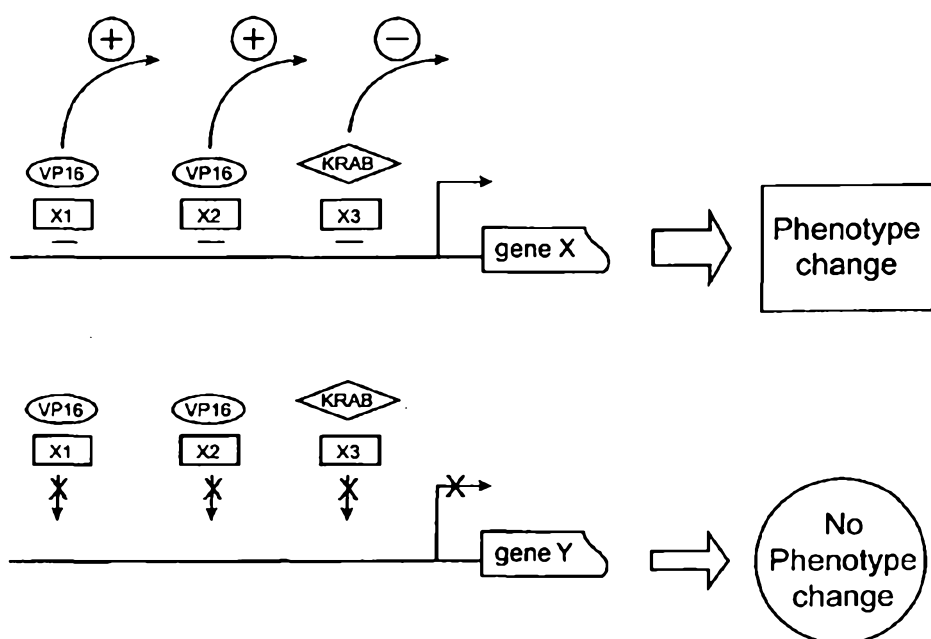 + + −
VP16 VP16 KRAB
X1 X2 X3
gene X
Phenotype
change
VP16 VP16 KRAB
X1 X2 X3
X X X X
gene Y
No
Phenotype
change